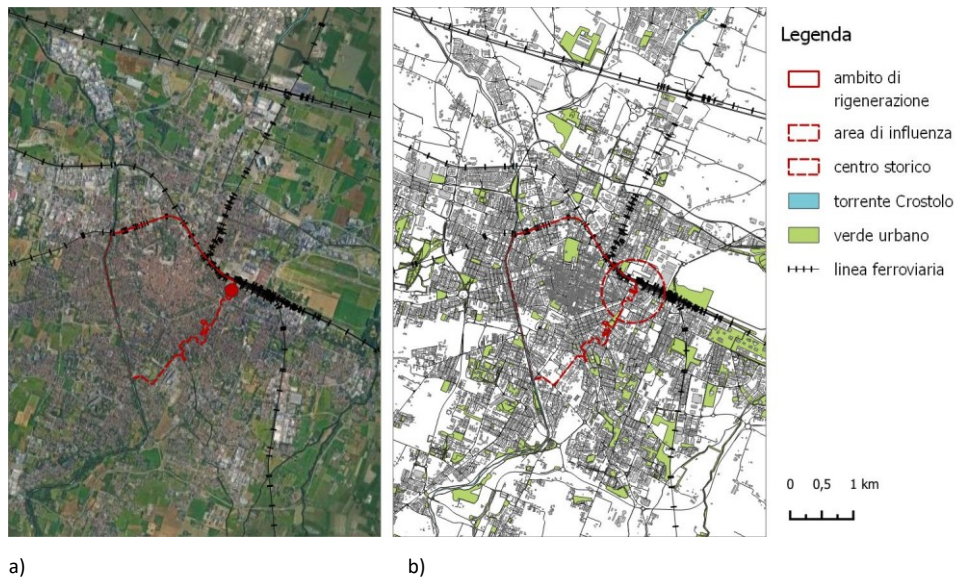 Legenda
ambito di
rigenerazione
area di influenza
centro storico
torrente Crostolo
verde urbano
linea ferroviaria
0 0,5 1 km
a) b)